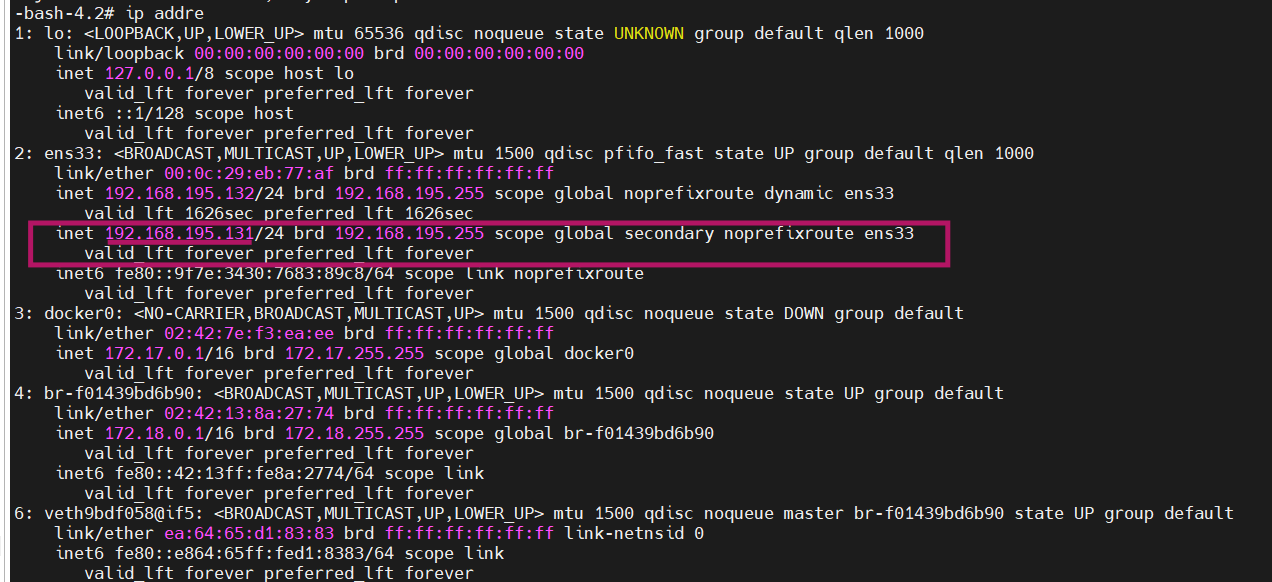 -bash-4.2# ip addre
1: lo: <LOOPBACK,UP,LOWER_UP> mtu 65536 qdisc noqueue state UNKNOWN group default qlen 1000
link/loopback 00:00:00:00:00:00 brd 00:00:00:00:00:00
inet 127.0.0.1/8 scope host lo
valid_lft forever preferred_lft forever
inet6 ::1/128 scope host
valid_lft forever preferred_lft forever
2: ens33: <BROADCAST,MULTICAST,UP,LOWER_UP> mtu 1500 qdisc pfifo_fast state UP group default qlen 1000
link/ether 00:0c:29:eb:77:af brd ff:ff:ff:ff:ff:ff
inet 192.168.195.132/24 brd 192.168.195.255 scope global noprefixroute dynamic ens33
valid_lft 1626sec preferred_lft 1626sec
inet 192.168.195.131/24 brd 192.168.195.255 scope global secondary noprefixroute ens33
valid_lft forever preferred_lft forever
inet6 fe80::9f7e:3430:7683:89c8/64 scope link noprefixroute
valid_lft forever preferred_lft forever
3: docker0: <NO-CARRIER,BROADCAST,MULTICAST,UP> mtu 1500 qdisc noqueue state DOWN group default
link/ether 02:42:7e:f3:ea:ee brd ff:ff:ff:ff:ff:ff
inet 172.17.0.1/16 brd 172.17.255.255 scope global docker0
valid_lft forever preferred_lft forever
4: br-f01439bd6b90: <BROADCAST,MULTICAST,UP,LOWER_UP> mtu 1500 qdisc noqueue state UP group default
link/ether 02:42:13:8a:27:74 brd ff:ff:ff:ff:ff:ff
inet 172.18.0.1/16 brd 172.18.255.255 scope global br-f01439bd6b90
valid_lft forever preferred_lft forever
inet6 fe80::42:13ff:fe8a:2774/64 scope link
valid_lft forever preferred_lft forever
6: veth9bdf058@if5: <BROADCAST,MULTICAST,UP,LOWER_UP> mtu 1500 qdisc noqueue master br-f01439bd6b90 state UP group default
link/ether ea:64:65:d1:83:83 brd ff:ff:ff:ff:ff:ff link-netnsid 0
inet6 fe80::e864:65ff:fed1:8383/64 scope link
valid_lft forever preferred_lft forever